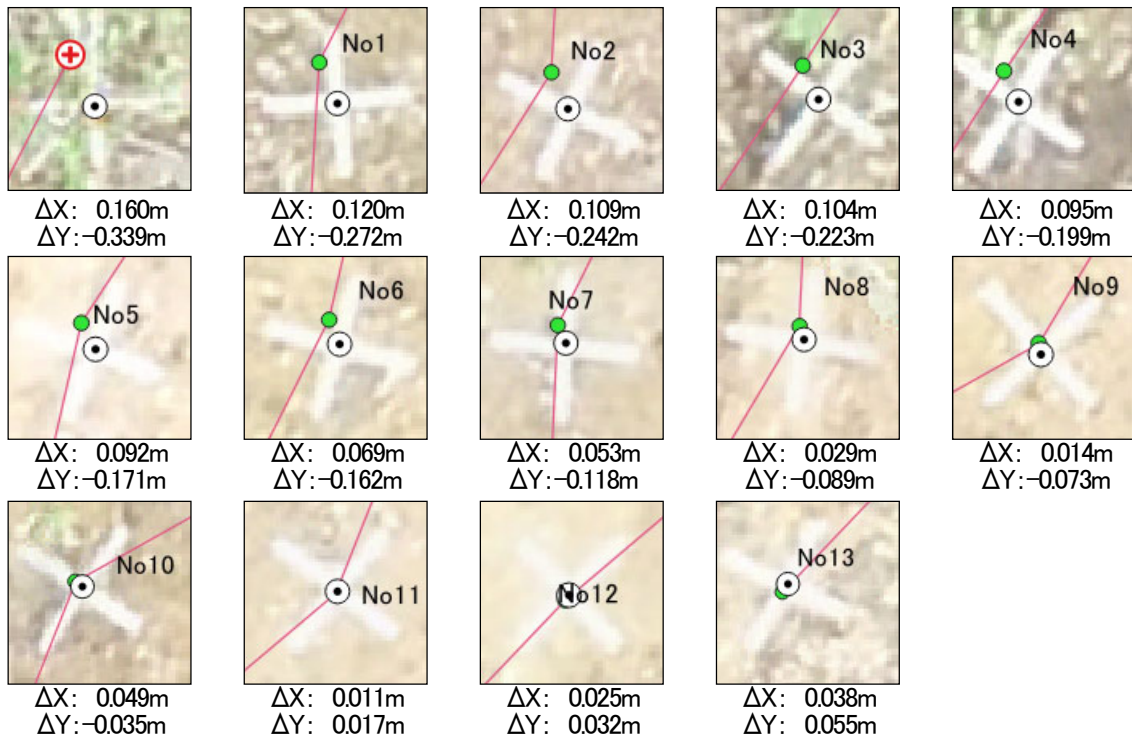 No1
No2
No3
No4
ΔX: 0.160m
ΔY:-0.339m
ΔX: 0.120m
ΔY:-0.272m
ΔX: 0.109m
ΔY:-0.242m
ΔX: 0.104m
ΔY:-0.223m
ΔX: 0.095m
ΔY:-0.199m
No5
No6
No7
No8
No9
ΔX: 0.092m
ΔY:-0.171m
ΔX: 0.069m
ΔY:-0.162m
ΔX: 0.053m
ΔY:-0.118m
ΔX: 0.029m
ΔY:-0.089m
ΔX: 0.014m
ΔY:-0.073m
No10
No11
No12
No13
ΔX: 0.049m
ΔY:-0.035m
ΔX: 0.011m
ΔY: 0.017m
ΔX: 0.025m
ΔY: 0.032m
ΔX: 0.038m
ΔY: 0.055m